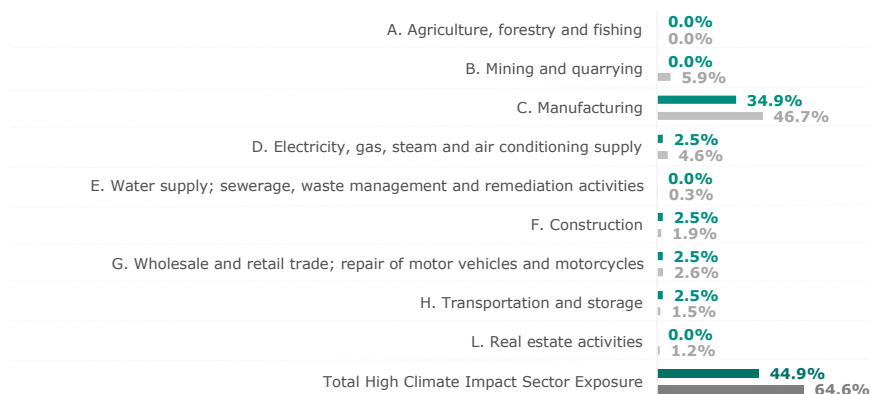 A. Agriculture, forestry and fishing 0.0%
0.0%
B. Mining and quarrying 0.0%
5.9%
C. Manufacturing 34.9%
46.7%
D. Electricity, gas, steam and air conditioning supply 2.5%
4.6%
E. Water supply; sewerage, waste management and remediation activities 0.0%
0.3%
F. Construction 2.5%
1.9%
G. Wholesale and retail trade; repair of motor vehicles and motorcycles 2.5%
2.6%
H. Transportation and storage 2.5%
1.5%
L. Real estate activities 0.0%
1.2%
Total High Climate Impact Sector Exposure 44.9%
64.6%